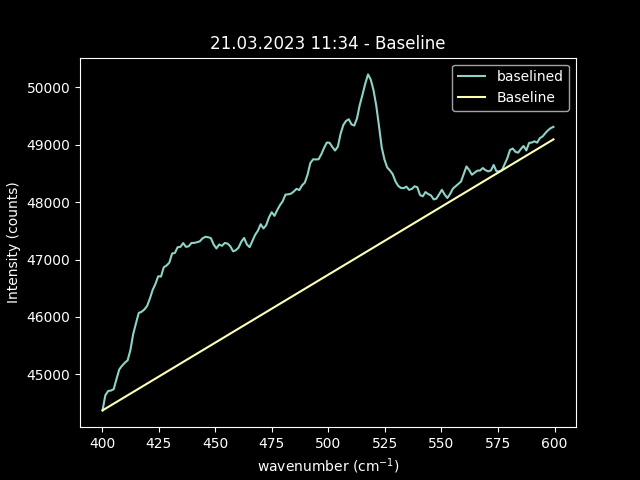 21.03.2023 11:34 - Baseline
baselined
Baseline
Intensity (counts)
50000
49000
48000
47000
46000
45000
400 425 450 475 500 525 550 575 600
wavenumber (cm⁻¹)